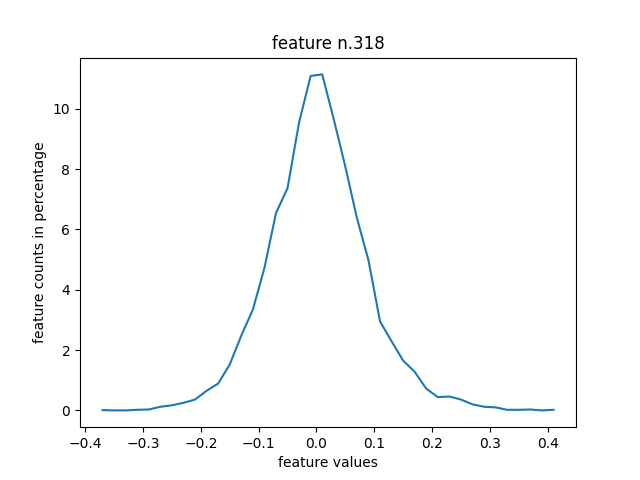 feature n.318
feature counts in percentage
10
8
6
4
2
0
−0.4 −0.3 −0.2 −0.1 0.0 0.1 0.2 0.3 0.4
feature values